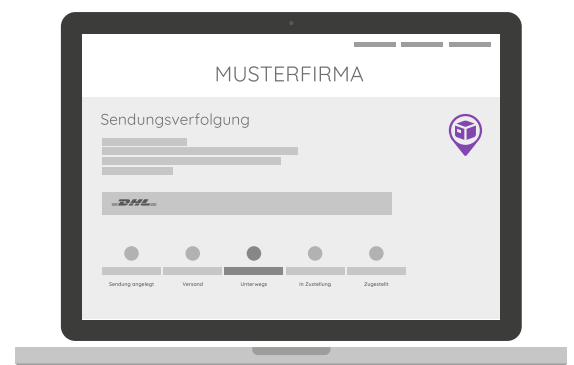 MUSTERFIRMA
Sendungsverfolgung
DHL
Sendung angelegt
Versand
Unterwegs
In Zustellung
Zugestellt